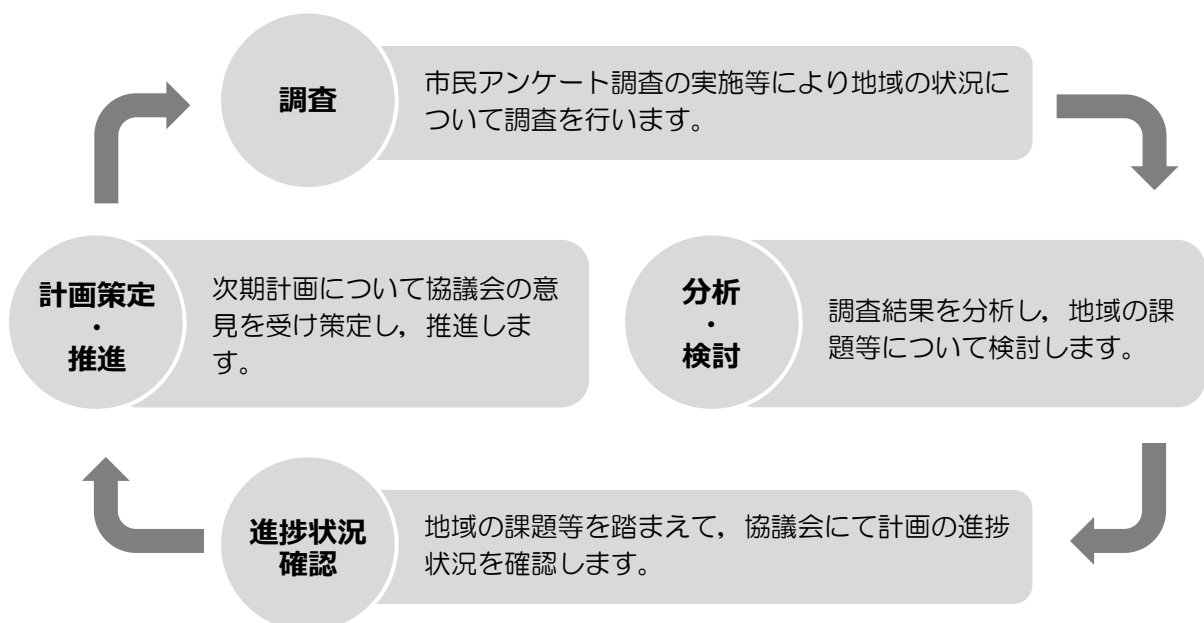 調査
市民アンケート調査の実施等により地域の状況に
ついて調査を行います。
計画策定
・
推進
次期計画について協議会の意
見を受け策定し，推進しま
す。
分析
・
検討
調査結果を分析し，地域の課
題等について検討します。
進捗状況
確認
地域の課題等を踏まえて，協議会にて計画の進捗
状況を確認します。